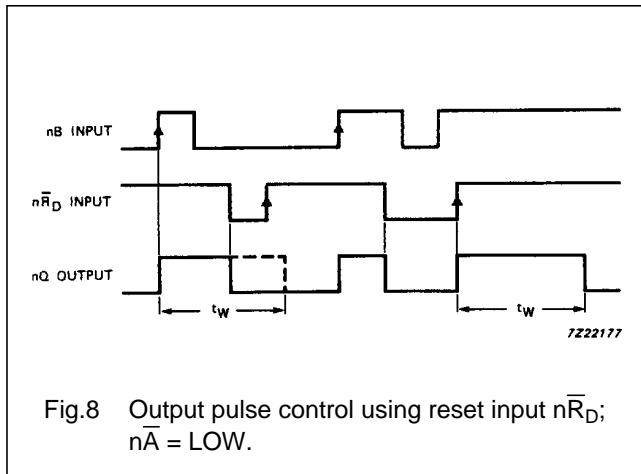 nB INPUT
nR̅D INPUT
nQ OUTPUT
tW
tW
7Z22177
Fig.8 Output pulse control using reset input nR̅D;
nA̅ = LOW.